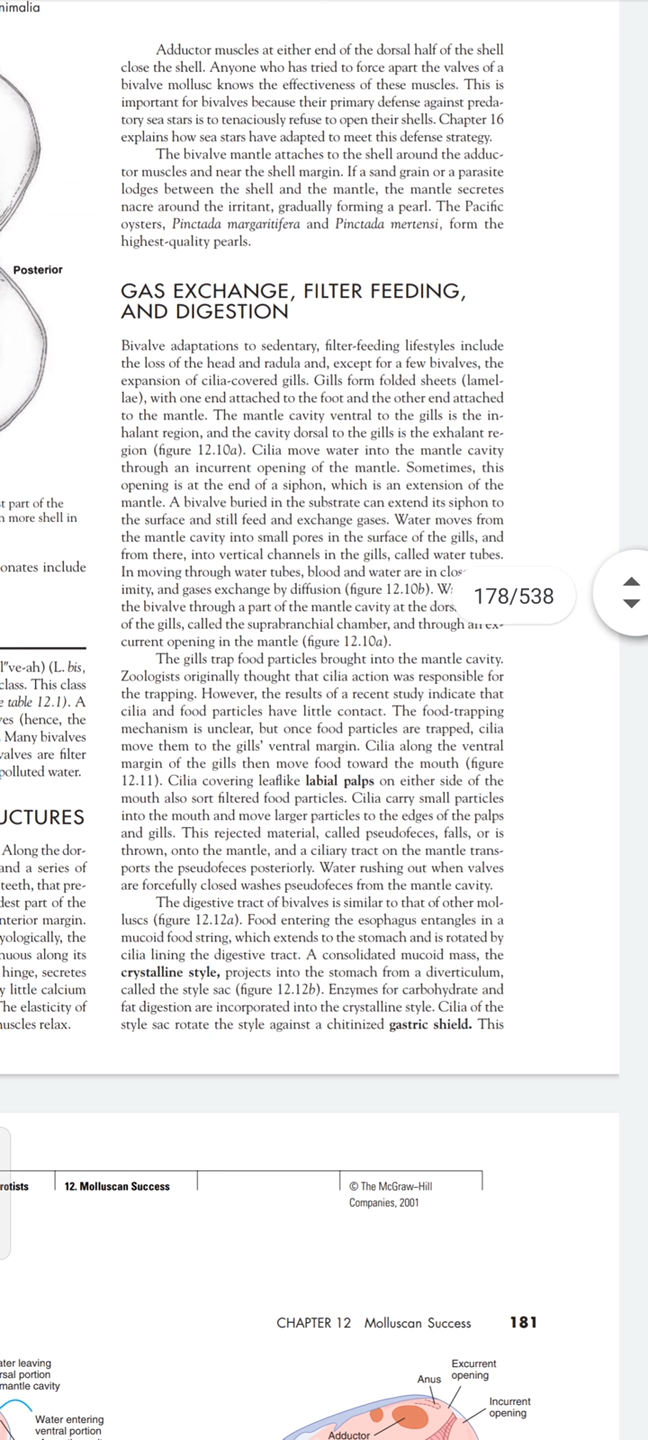 nimalia
Posterior
t part of the
n more shell in
onates include
l″ve-ah) (L. bis,
class. This class
e table 12.1). A
ves (hence, the
. Many bivalves
valves are filter
polluted water.
UCTURES
Along the dor-
and a series of
teeth, that pre-
dest part of the
nterior margin.
yologically, the
nuous along its
hinge, secretes
y little calcium
The elasticity of
nuscles relax.
Adductor muscles at either end of the dorsal half of the shell
close the shell. Anyone who has tried to force apart the valves of a
bivalve mollusc knows the effectiveness of these muscles. This is
important for bivalves because their primary defense against preda-
tory sea stars is to tenaciously refuse to open their shells. Chapter 16
explains how sea stars have adapted to meet this defense strategy.
The bivalve mantle attaches to the shell around the adduc-
tor muscles and near the shell margin. If a sand grain or a parasite
lodges between the shell and the mantle, the mantle secretes
nacre around the irritant, gradually forming a pearl. The Pacific
oysters, Pinctada margaritifera and Pinctada mertensi, form the
highest-quality pearls.
GAS EXCHANGE, FILTER FEEDING,
AND DIGESTION
Bivalve adaptations to sedentary, filter-feeding lifestyles include
the loss of the head and radula and, except for a few bivalves, the
expansion of cilia-covered gills. Gills form folded sheets (lamel-
lae), with one end attached to the foot and the other end attached
to the mantle. The mantle cavity ventral to the gills is the in-
halant region, and the cavity dorsal to the gills is the exhalant re-
gion (figure 12.10a). Cilia move water into the mantle cavity
through an incurrent opening of the mantle. Sometimes, this
opening is at the end of a siphon, which is an extension of the
mantle. A bivalve buried in the substrate can extend its siphon to
the surface and still feed and exchange gases. Water moves from
the mantle cavity into small pores in the surface of the gills, and
from there, into vertical channels in the gills, called water tubes.
In moving through water tubes, blood and water are in clos
imity, and gases exchange by diffusion (figure 12.10b). W
the bivalve through a part of the mantle cavity at the dors
of the gills, called the suprabranchial chamber, and through an ex-
current opening in the mantle (figure 12.10a).
178/538
The gills trap food particles brought into the mantle cavity.
Zoologists originally thought that cilia action was responsible for
the trapping. However, the results of a recent study indicate that
cilia and food particles have little contact. The food-trapping
mechanism is unclear, but once food particles are trapped, cilia
move them to the gills' ventral margin. Cilia along the ventral
margin of the gills then move food toward the mouth (figure
12.11). Cilia covering leaflike labial palps on either side of the
mouth also sort filtered food particles. Cilia carry small particles
into the mouth and move larger particles to the edges of the palps
and gills. This rejected material, called pseudofeces, falls, or is
thrown, onto the mantle, and a ciliary tract on the mantle trans-
ports the pseudofeces posteriorly. Water rushing out when valves
are forcefully closed washes pseudofeces from the mantle cavity.
The digestive tract of bivalves is similar to that of other mol-
luscs (figure 12.12a). Food entering the esophagus entangles in a
mucoid food string, which extends to the stomach and is rotated by
cilia lining the digestive tract. A consolidated mucoid mass, the
crystalline style, projects into the stomach from a diverticulum,
called the style sac (figure 12.12b). Enzymes for carbohydrate and
fat digestion are incorporated into the crystalline style. Cilia of the
style sac rotate the style against a chitinized gastric shield. This
rotists
12. Molluscan Success
© The McGraw–Hill
Companies, 2001
CHAPTER 12 Molluscan Success 181
ater leaving
rsal portion
mantle cavity
Water entering
ventral portion
Anus
Excurrent
opening
Incurrent
opening
Adductor